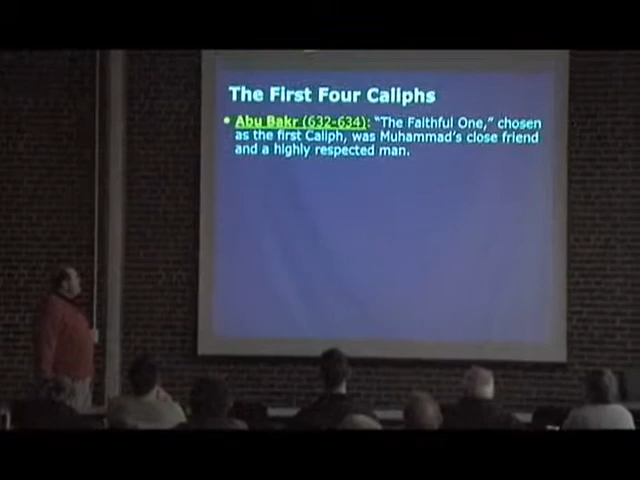 The First Four Caliphs
• Abu Bakr (632-634): "The Faithful One," chosen
as the first Caliph, was Muhammad's close friend
and a highly respected man.